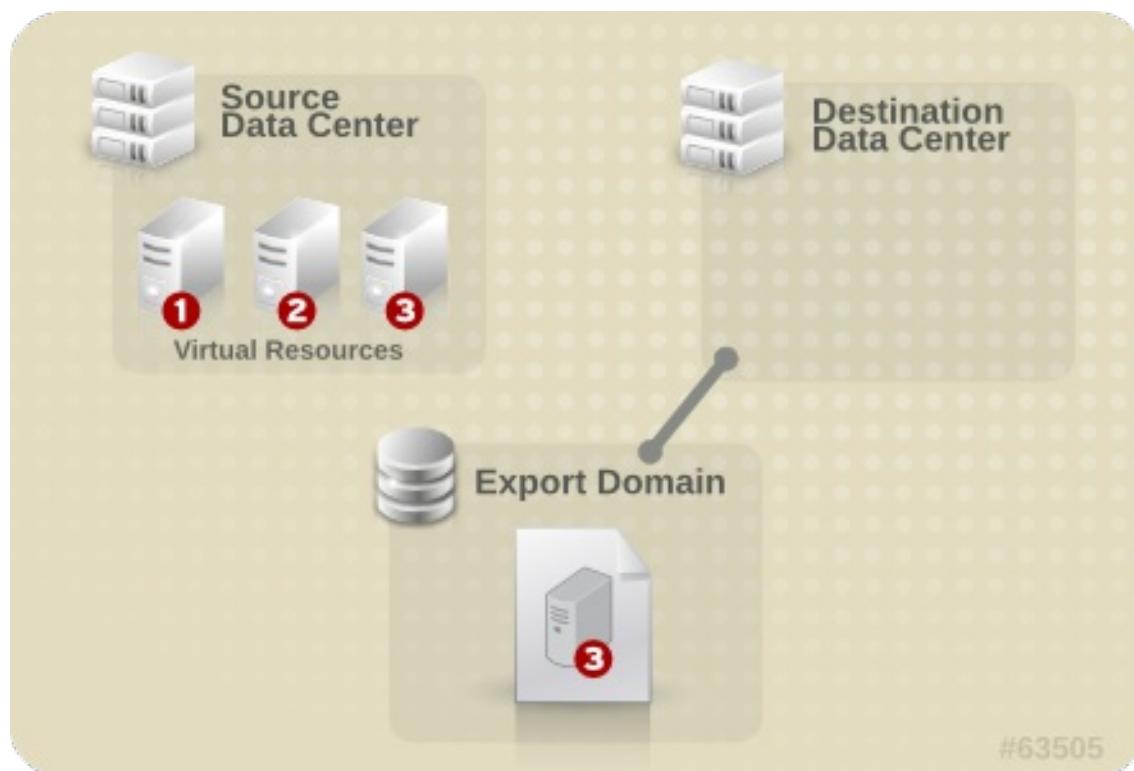 Source
Data Center
Destination
Data Center
1
2
3
Virtual Resources
Export Domain
3
#63505